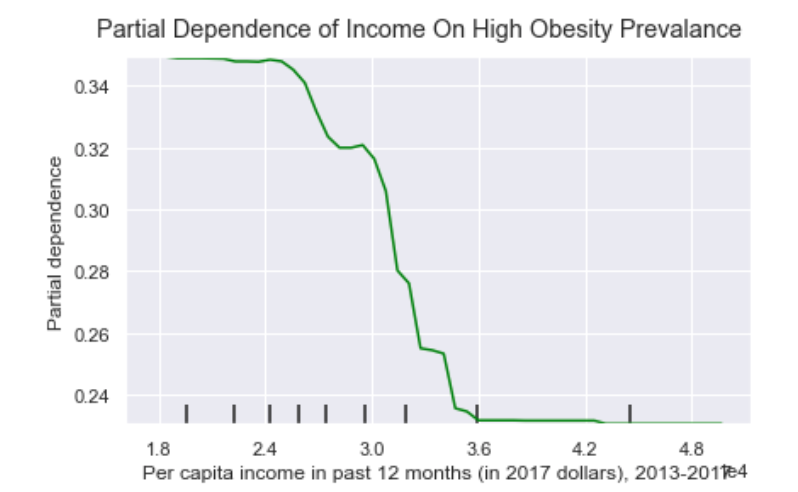 Partial Dependence of Income On High Obesity Prevalance
Partial dependence
0.34
0.32
0.30
0.28
0.26
0.24
1.8 2.4 3.0 3.6 4.2 4.8
Per capita income in past 12 months (in 2017 dollars), 2013-2017
1e4